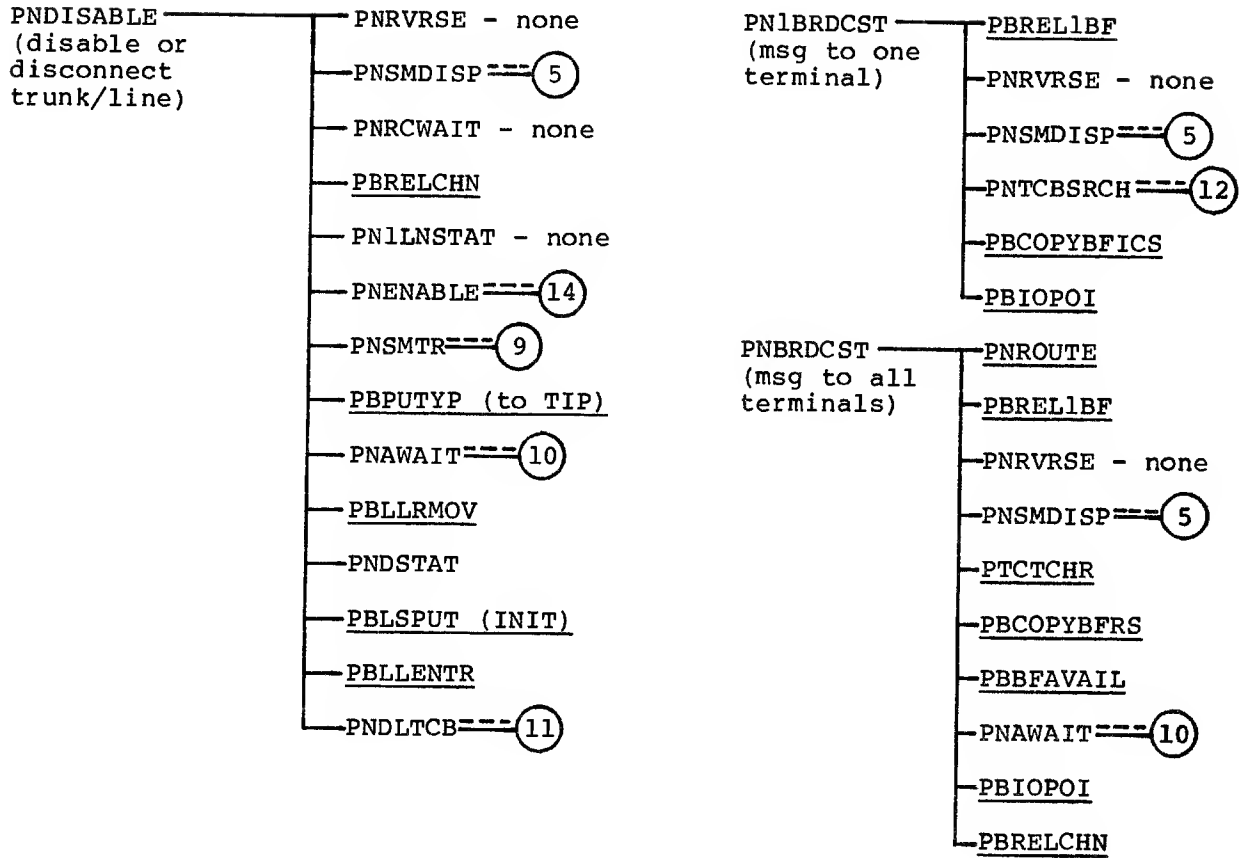 PNDISABLE
(disable or
disconnect
trunk/line)
PNRVRSE - none
PNSMDISP 5
PNRCWAIT - none
PBRELCHN
PN1LNSTAT - none
PNENABLE 14
PNSMTR 9
PBPUTYP (to TIP)
PNAWAIT 10
PBLLRMOV
PNDSTAT
PBLSPUT (INIT)
PBLLENTR
PNDLTCB 11
PN1BRDCST
(msg to one
terminal)
PBREL1BF
PNRVRSE - none
PNSMDISP 5
PNTCBSRCH 12
PBCOPYBFICS
PBIOPOI
PNBRDCST
(msg to all
terminals)
PNROUTE
PBREL1BF
PNRVRSE - none
PNSMDISP 5
PTCTCHR
PBCOPYBFRS
PBBFAVAIL
PNAWAIT 10
PBIOPOI
PBRELCHN